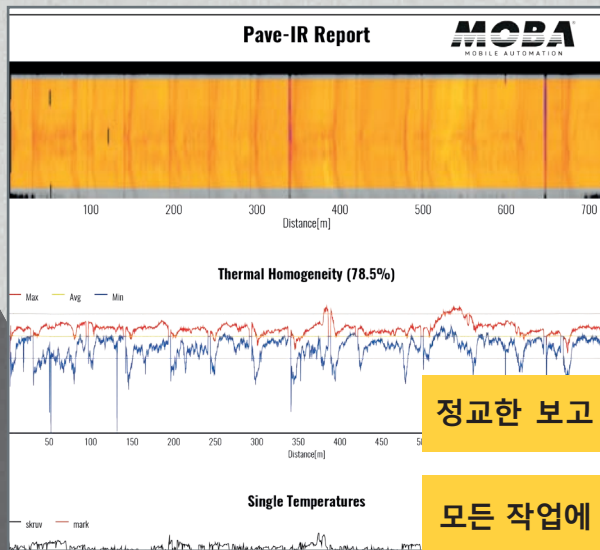 Pave-IR Report
MOBA
MOBILE AUTOMATION
100 200 300 400 500 600 700
Distance[m]
Thermal Homogeneity (78.5%)
Max Avg Min
50 100 150 200 250 300 350 400 450 50
Distance[m]
정교한 보고
Single Temperatures
모든 작업에
skruv mark